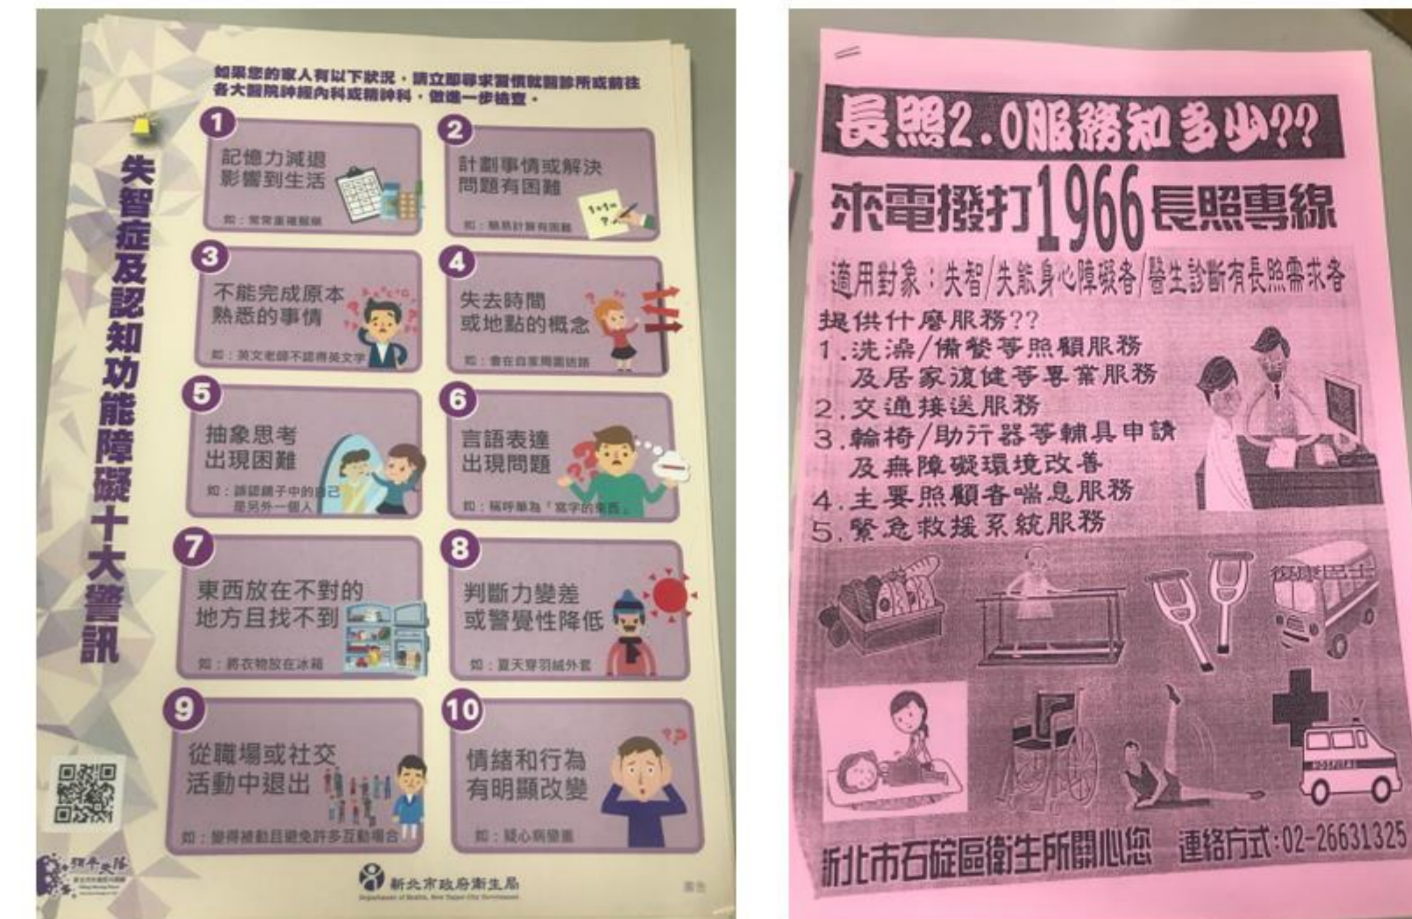 如果您的家人有以下狀況，請立即尋求習慣就醫診所或前往
各大醫院神經內科或精神科，做進一步檢查。
失智症及認知功能障礙十大警訊
1
記憶力減退
影響到生活
如：常常重複服藥
2
計劃事情或解決
問題有困難
如：簡易計算有困難
3
不能完成原本
熟悉的事情
如：英文老師不認得英文字
4
失去時間
或地點的概念
如：會在自家周圍迷路
5
抽象思考
出現困難
如：誤認鏡子中的自己
是另外一個人
6
言語表達
出現問題
如：稱呼筆為「寫字的東西」
7
東西放在不對的
地方且找不到
如：將衣物放在冰箱
8
判斷力變差
或警覺性降低
如：夏天穿羽絨外套
9
從職場或社交
活動中退出
如：變得被動且避免許多互動場合
10
情緒和行為
有明顯改變
如：疑心病變重
新北市政府衛生局
Department of Health, New Taipei City Government
廣告
長照2.0服務知多少??
來電撥打1966長照專線
適用對象：失智/失能身心障礙者/醫生診斷有長照需求者
提供什麼服務??
1.洗澡/備餐等照顧服務
及居家復健等專業服務
2.交通接送服務
3.輪椅/助行器等輔具申請
及無障礙環境改善
4.主要照顧者喘息服務
5.緊急救援系統服務
復康巴士
HOSPITAL
新北市石碇區衛生所關心您 連絡方式:02-26631325